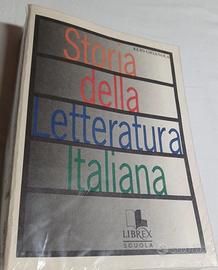 Storia
della
Letteratura
Italiana
LIBREX
SCUOLA